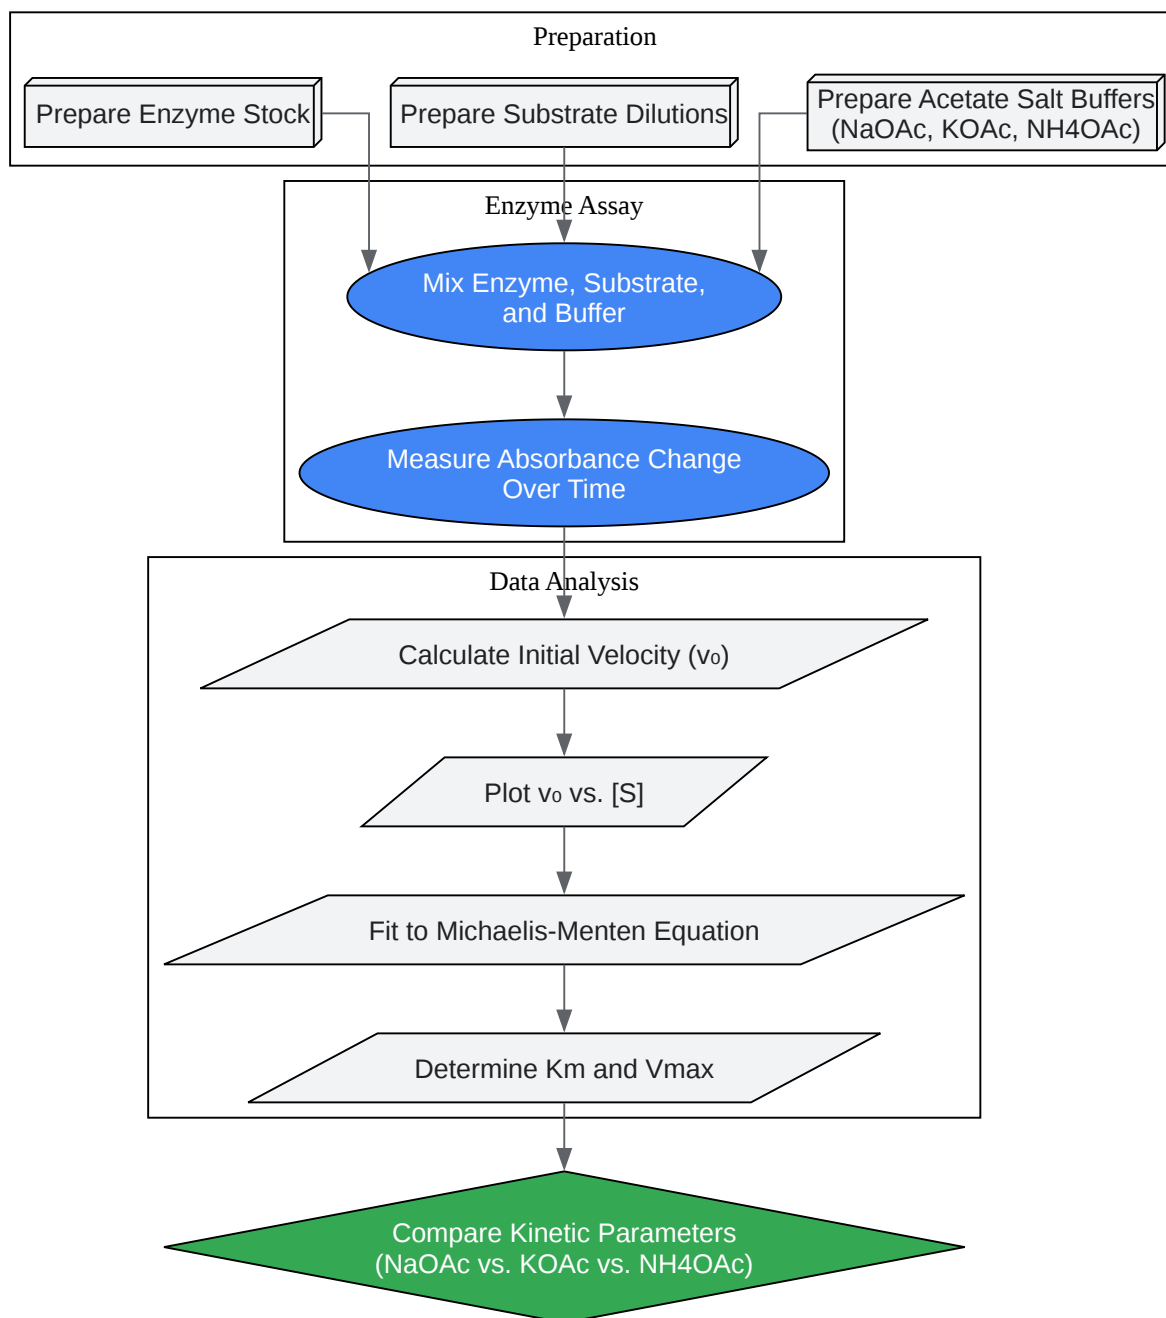 Preparation
Prepare Enzyme Stock
Prepare Substrate Dilutions
Prepare Acetate Salt Buffers
(NaOAc, KOAc, NH4OAc)
Enzyme Assay
Mix Enzyme, Substrate,
and Buffer
Measure Absorbance Change
Over Time
Data Analysis
Calculate Initial Velocity (v₀)
Plot v₀ vs. [S]
Fit to Michaelis-Menten Equation
Determine Km and Vmax
Compare Kinetic Parameters
(NaOAc vs. KOAc vs. NH4OAc)